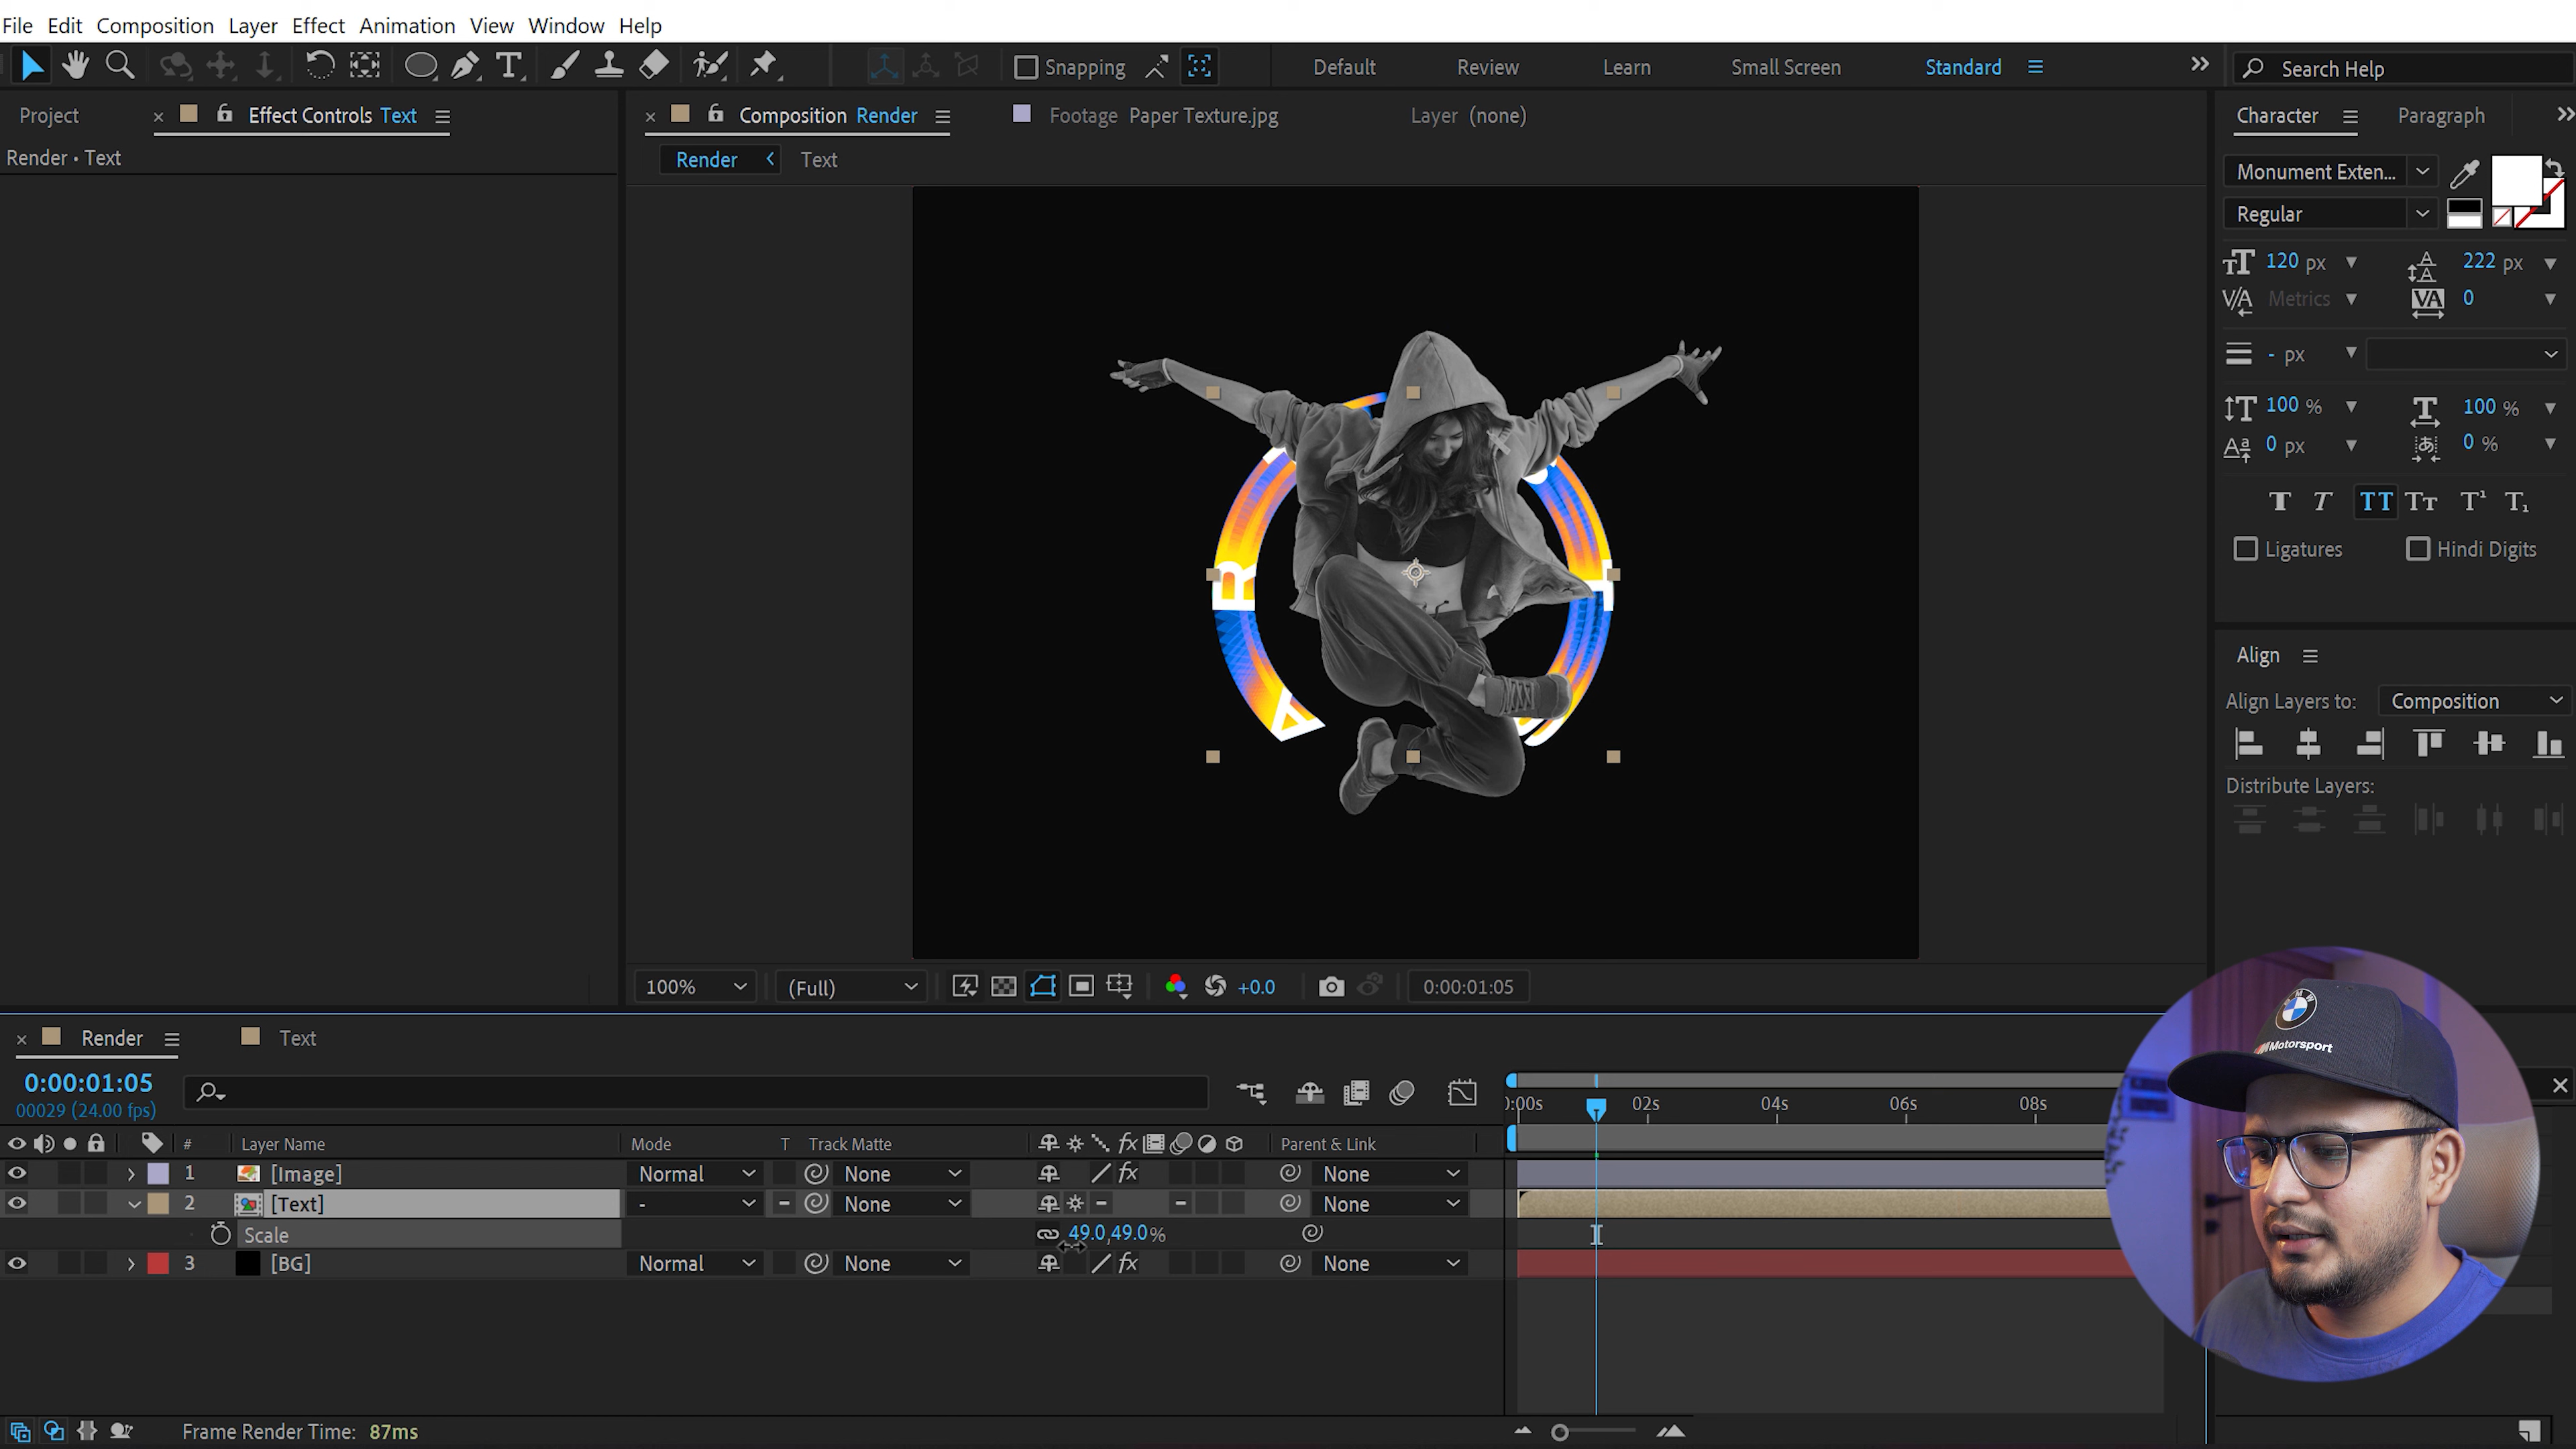 File Edit Composition Layer Effect Animation View Window Help
Snapping Default Review Learn Small Screen Standard Search Help
Project Effect Controls Text Composition Render Footage Paper Texture.jpg Layer (none) Character Paragraph
Render • Text
Render Text
Monument Exten...
Regular
120 px 222 px
Metrics 0
- px
100 % 100 %
0 px 0 %
Ligatures Hindi Digits
Align
Align Layers to: Composition
Distribute Layers:
R
A
100% (Full) +0.0 0:00:01:05
Render Text
0:00:01:05
00029 (24.00 fps)
0:00s 02s 04s 06s 08s
# Layer Name Mode T Track Matte Parent & Link
1 [Image] Normal None None
2 [Text] - None None
Scale 49.0,49.0%
3 [BG] Normal None None
Frame Render Time: 87ms
BMW
Motorsport